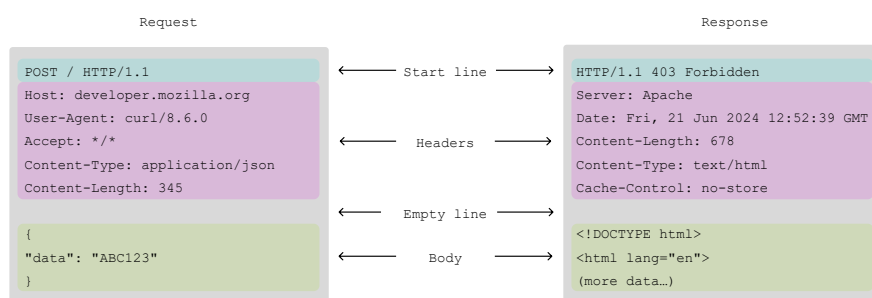 Request
POST / HTTP/1.1
Host: developer.mozilla.org
User-Agent: curl/8.6.0
Accept: */*
Content-Type: application/json
Content-Length: 345
{
"data": "ABC123"
}
Start line
Headers
Empty line
Body
Response
HTTP/1.1 403 Forbidden
Server: Apache
Date: Fri, 21 Jun 2024 12:52:39 GMT
Content-Length: 678
Content-Type: text/html
Cache-Control: no-store
<!DOCTYPE html>
<html lang="en">
(more data…)